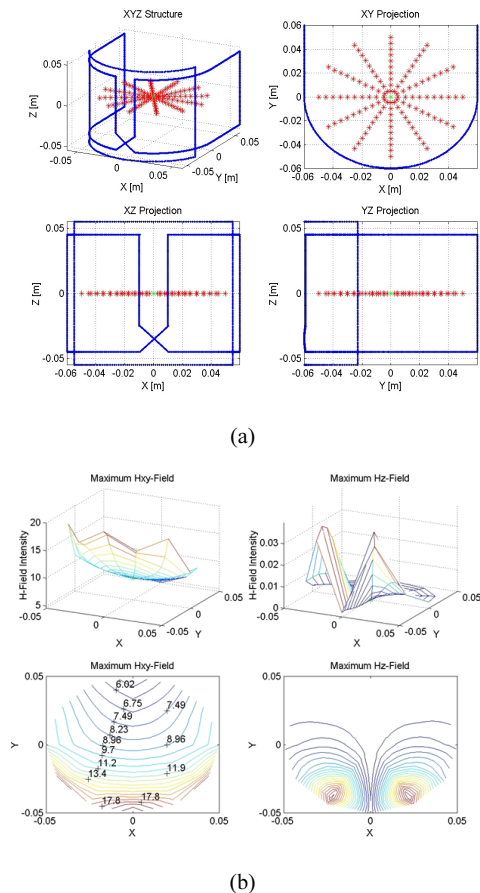 XYZ Structure
0.05
0
-0.05
Z [m]
-0.05
0
0.05
X [m]
-0.05
0
0.05
Y [m]
XY Projection
0.06
0.04
0.02
0
-0.02
-0.04
-0.06
Y [m]
-0.06 -0.04 -0.02 0 0.02 0.04
X [m]
XZ Projection
0.05
0
-0.05
Z [m]
-0.06 -0.04 -0.02 0 0.02 0.04
X [m]
YZ Projection
0.05
0
-0.05
Z [m]
-0.06 -0.04 -0.02 0 0.02 0.04
Y [m]
(a)
Maximum Hxy-Field
20
15
10
5
H-Field Intensity
-0.05
0
0.05
X
-0.05
0
0.05
Y
Maximum Hz-Field
0.03
0.02
0.01
0
H-Field Intensity
-0.05
0
0.05
X
-0.05
0
0.05
Y
Maximum Hxy-Field
0.05
0
-0.05
Y
6.02
6.75
7.49
7.49
8.23
8.96
8.96
9.7
11.2
11.9
13.4
17.8
17.8
-0.05 0 0.05
X
Maximum Hz-Field
0.05
0
-0.05
Y
-0.05 0 0.05
X
(b)